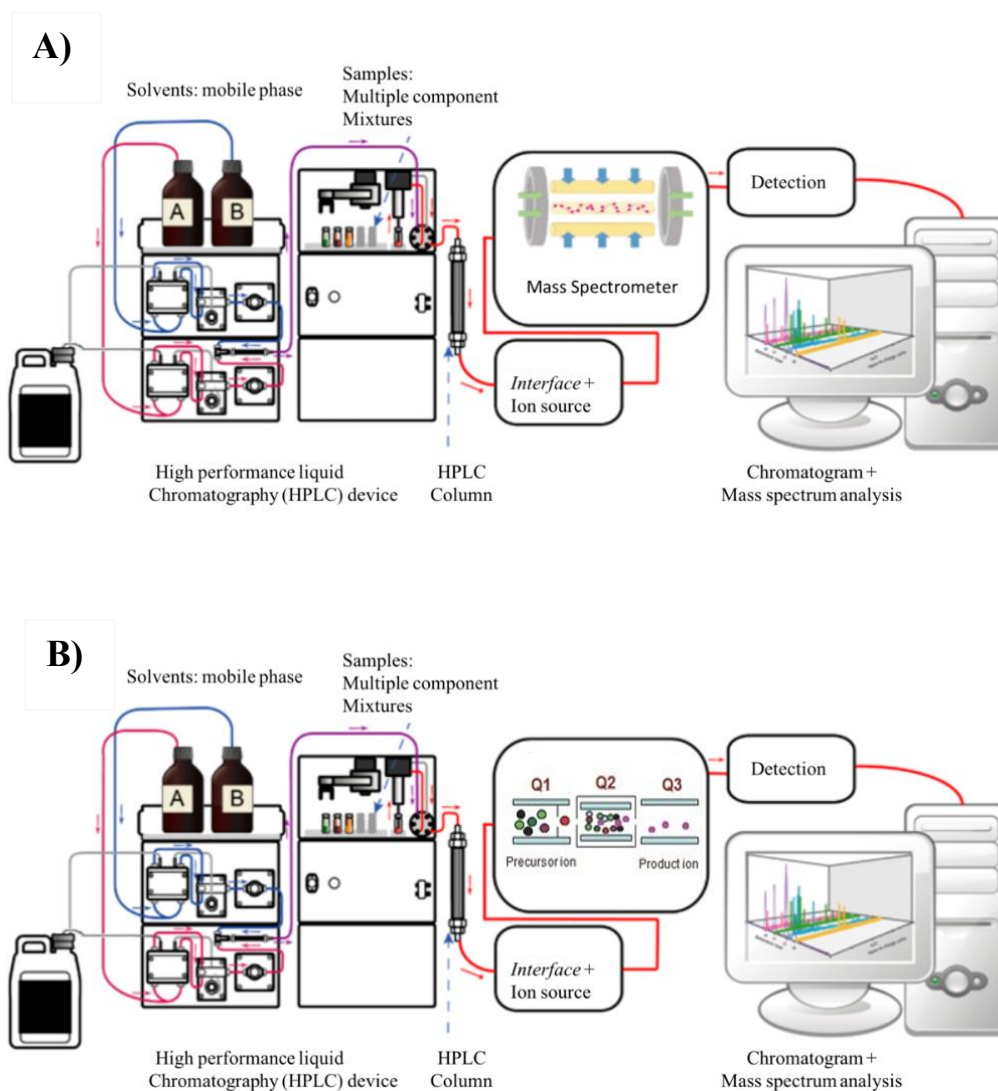 A)
Solvents: mobile phase
Samples:
Multiple component
Mixtures
A
B
Mass Spectrometer
Detection
Interface +
Ion source
High performance liquid
Chromatography (HPLC) device
HPLC
Column
Chromatogram +
Mass spectrum analysis
B)
Solvents: mobile phase
Samples:
Multiple component
Mixtures
A
B
Q1
Q2
Q3
Precursor ion
Product ion
Detection
Interface +
Ion source
High performance liquid
Chromatography (HPLC) device
HPLC
Column
Chromatogram +
Mass spectrum analysis